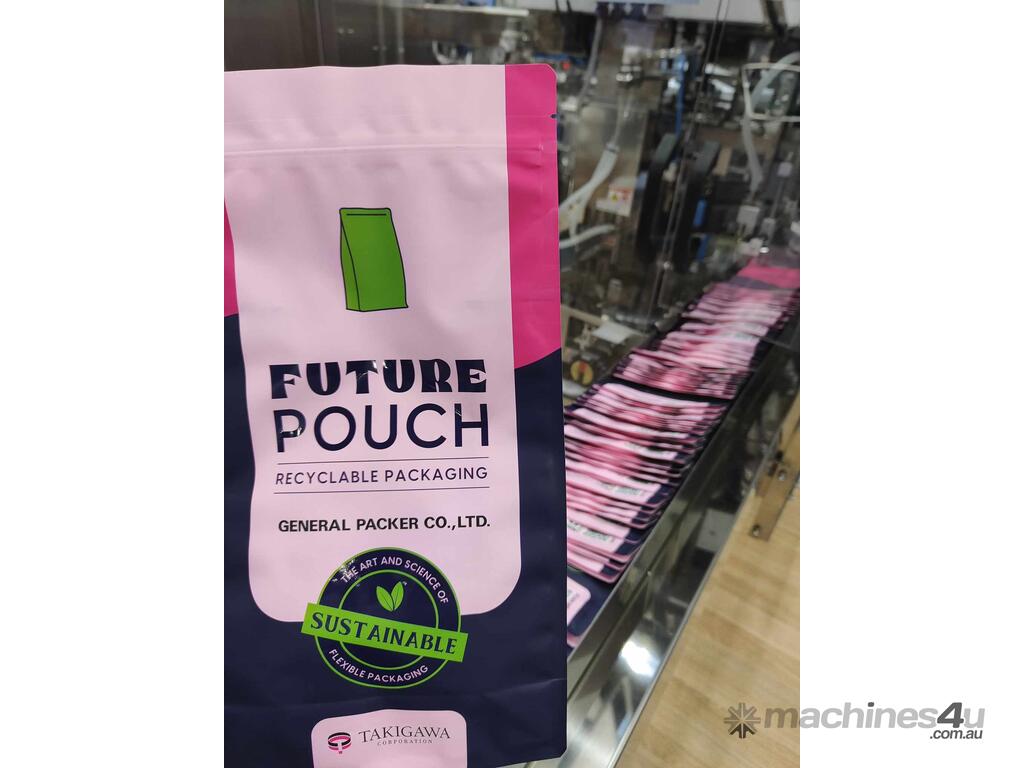 FUTURE
POUCH
RECYCLABLE PACKAGING
GENERAL PACKER CO.,LTD.
THE ART AND SCIENCE OF
SUSTAINABLE
FLEXIBLE PACKAGING
TAKIGAWA
CORPORATION
machines4u
.com.au